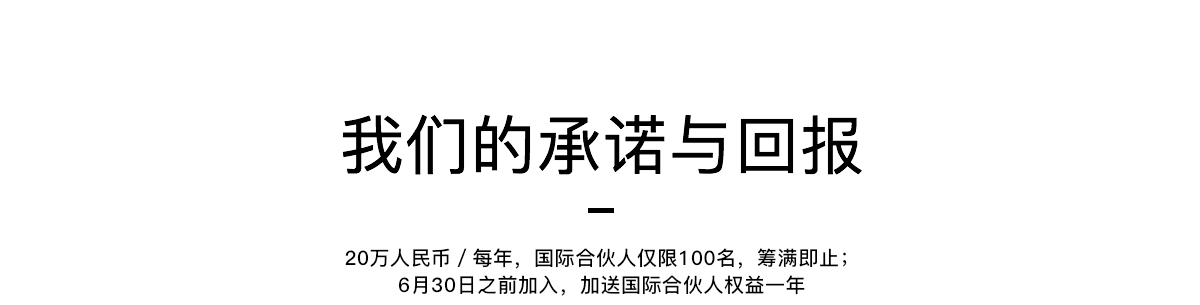 我们的承诺与回报
20万人民币 / 每年，国际合伙人仅限100名，筹满即止；
6月30日之前加入，加送国际合伙人权益一年